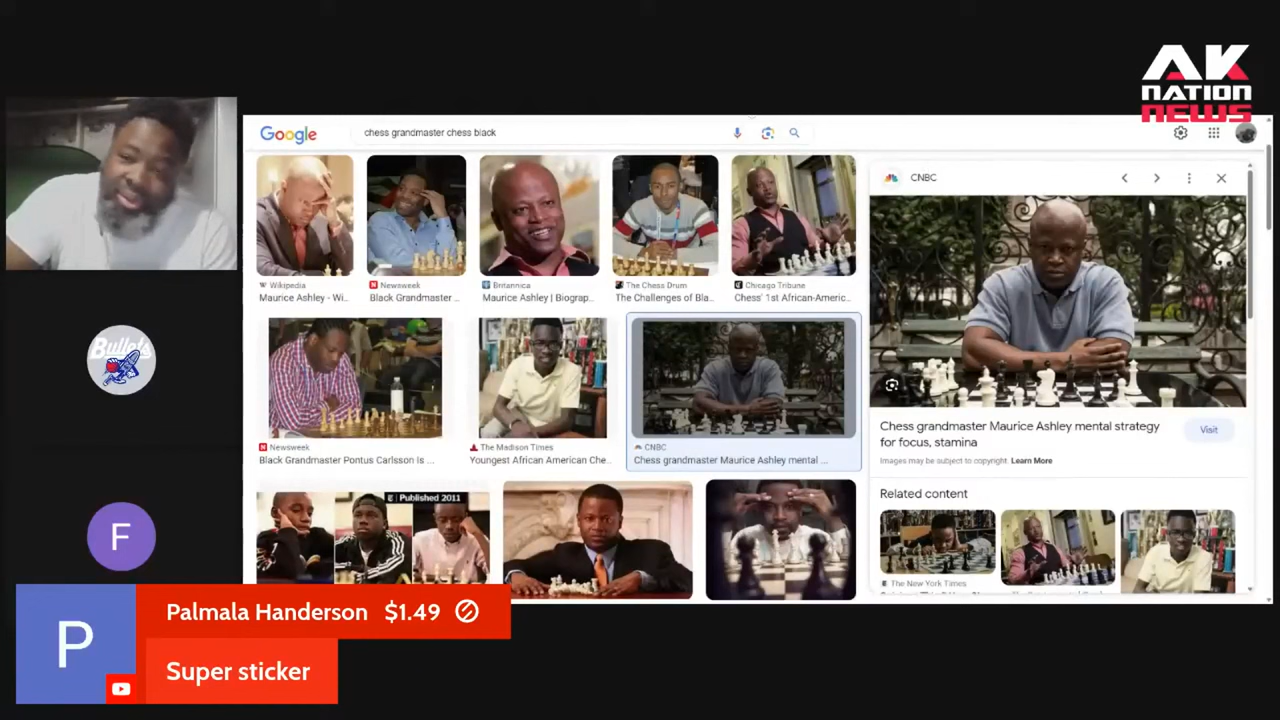 AK
NATION
NEWS
Google
chess grandmaster chess black
CNBC
Wikipedia
Maurice Ashley - Wi...
Newsweek
Black Grandmaster ...
Britannica
Maurice Ashley | Biograp...
The Chess Drum
The Challenges of Bla...
Chicago Tribune
Chess' 1st African-Americ...
Bullets
Newsweek
Black Grandmaster Pontus Carlsson Is ...
The Madison Times
Youngest African American Che...
CNBC
Chess grandmaster Maurice Ashley mental ...
Chess grandmaster Maurice Ashley mental strategy
for focus, stamina
Visit
Images may be subject to copyright. Learn More
Related content
Published 2011
The New York Times
F
P
Palmala Handerson $1.49
Super sticker